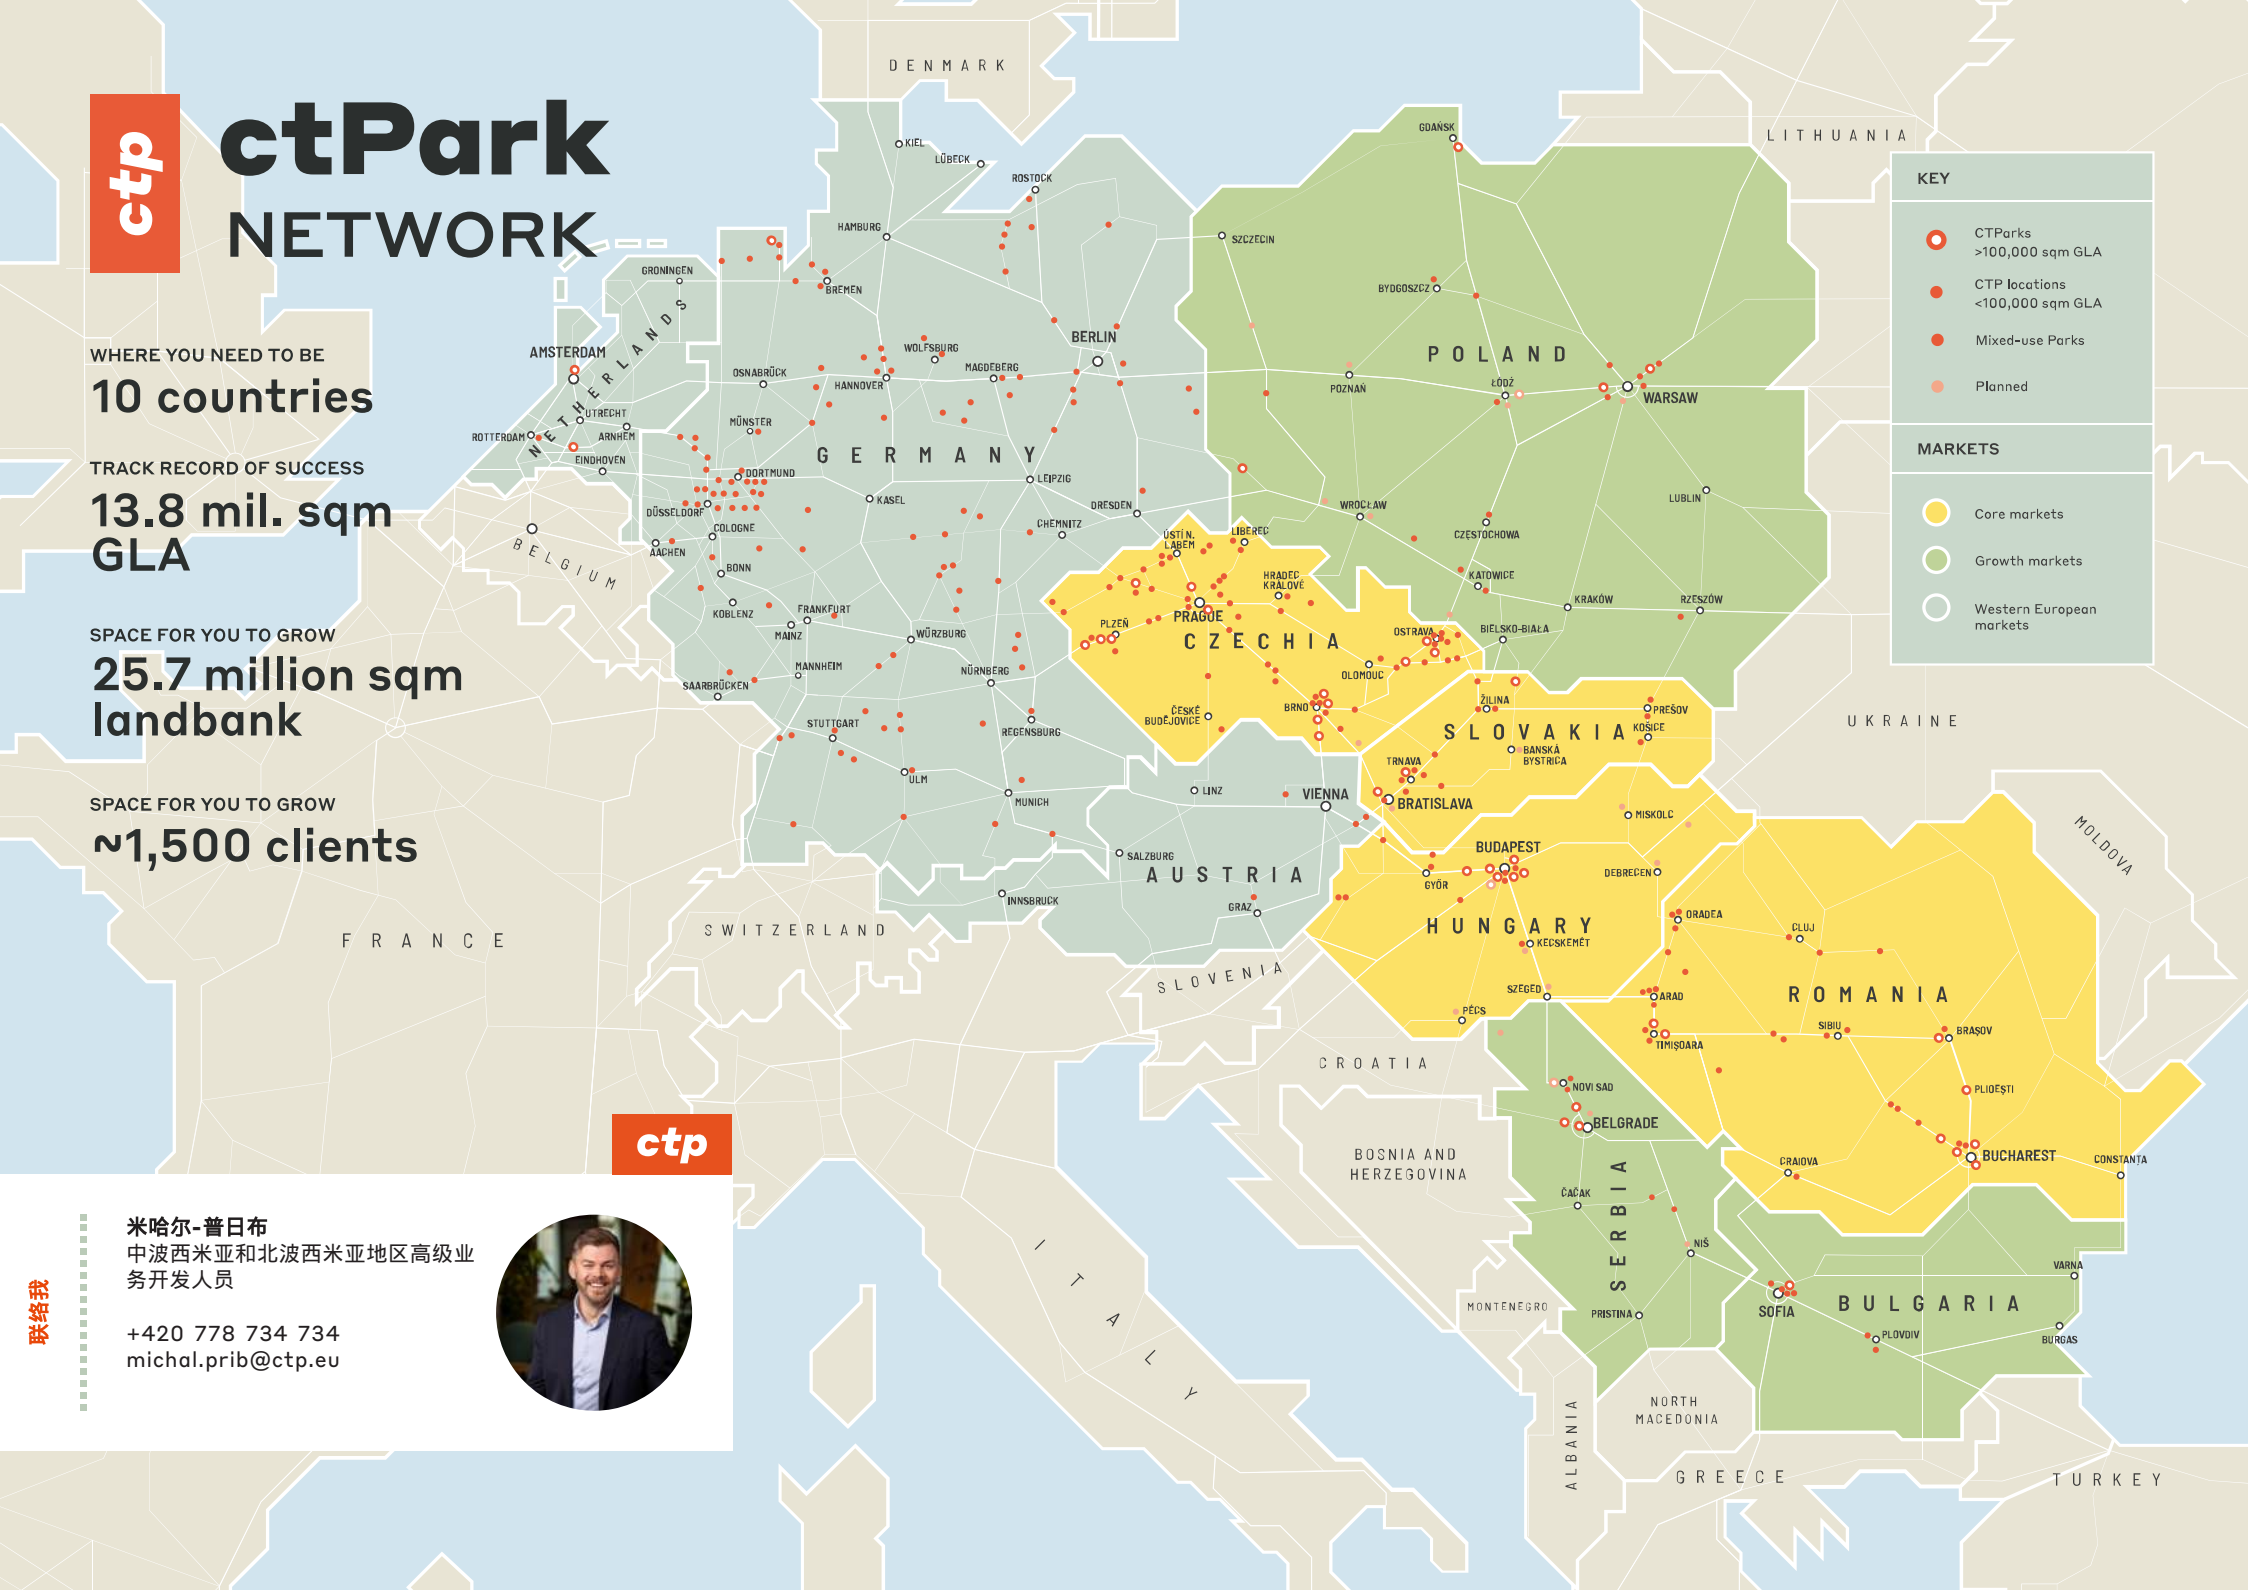 ctp
ctPark
NETWORK
WHERE YOU NEED TO BE
10 countries
TRACK RECORD OF SUCCESS
13.8 mil. sqm
GLA
SPACE FOR YOU TO GROW
25.7 million sqm
landbank
SPACE FOR YOU TO GROW
~1,500 clients
KEY
CTParks
>100,000 sqm GLA
CTP locations
<100,000 sqm GLA
Mixed-use Parks
Planned
MARKETS
Core markets
Growth markets
Western European
markets
DENMARK
LITHUANIA
KIEL
LÜBECK
ROSTOCK
HAMBURG
BREMEN
GRONINGEN
NETHERLANDS
AMSTERDAM
UTRECHT
ROTTERDAM
ARNHEM
EINDHOVEN
BELGIUM
OSNABRÜCK
HANNOVER
WOLFSBURG
MAGDEBERG
BERLIN
MÜNSTER
GERMANY
DORTMUND
DÜSSELDORF
COLOGNE
AACHEN
BONN
KOBLENZ
KASEL
LEIPZIG
DRESDEN
CHEMNITZ
FRANKFURT
MAINZ
WÜRZBURG
MANNHEIM
SAARBRÜCKEN
NÜRNBERG
STUTTGART
REGENSBURG
ULM
MUNICH
GDAŃSK
SZCZECIN
BYDGOSZCZ
POLAND
POZNAŃ
ŁÓDŹ
WARSAW
WROCŁAW
LUBLIN
CZĘSTOCHOWA
KATOWICE
KRAKÓW
RZESZÓW
BIELSKO-BIAŁA
ÚSTÍ N.
LABEM
LIBEREC
HRADEC
KRÁLOVÉ
PRAGUE
PLZEŇ
CZECHIA
OSTRAVA
OLOMOUC
BRNO
ČESKÉ
BUDĚJOVICE
ŽILINA
PREŠOV
SLOVAKIA
KOŠICE
BANSKÁ
BYSTRICA
TRNAVA
BRATISLAVA
UKRAINE
MOLDOVA
LINZ
VIENNA
SALZBURG
AUSTRIA
INNSBRUCK
GRAZ
MISKOLC
BUDAPEST
GYŐR
DEBRECEN
HUNGARY
KECSKEMÉT
SZEGED
PÉCS
ORADEA
CLUJ
ARAD
ROMANIA
TIMIȘOARA
SIBIU
BRAȘOV
PLIOEȘTI
BUCHAREST
CRAIOVA
CONSTANȚA
FRANCE
SWITZERLAND
SLOVENIA
CROATIA
BOSNIA AND
HERZEGOVINA
NOVI SAD
BELGRADE
ČAČAK
SERBIA
NIŠ
PRISTINA
MONTENEGRO
SOFIA
BULGARIA
VARNA
BURGAS
PLOVDIV
ITALY
ALBANIA
NORTH
MACEDONIA
GREECE
TURKEY
ctp
联络我
米哈尔-普日布
中波西米亚和北波西米亚地区高级业
务开发人员
+420 778 734 734
michal.prib@ctp.eu